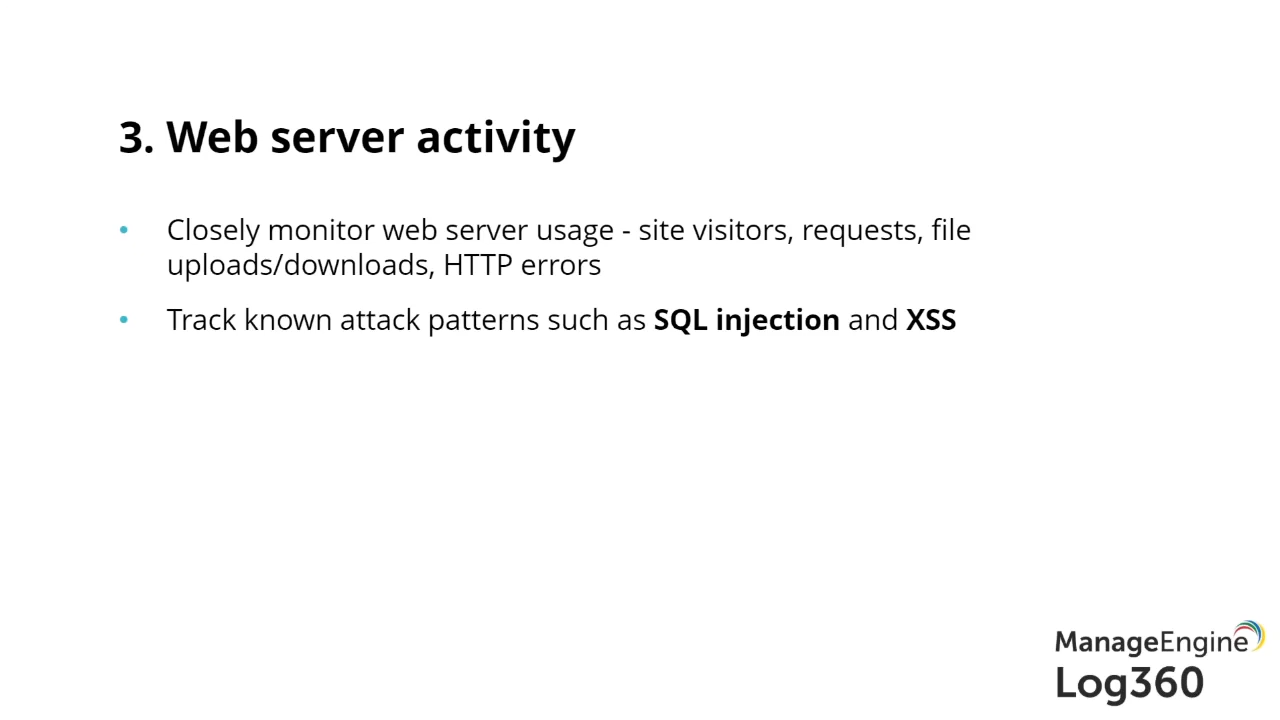 3. Web server activity
• Closely monitor web server usage - site visitors, requests, file
uploads/downloads, HTTP errors
• Track known attack patterns such as SQL injection and XSS
ManageEngine
Log360